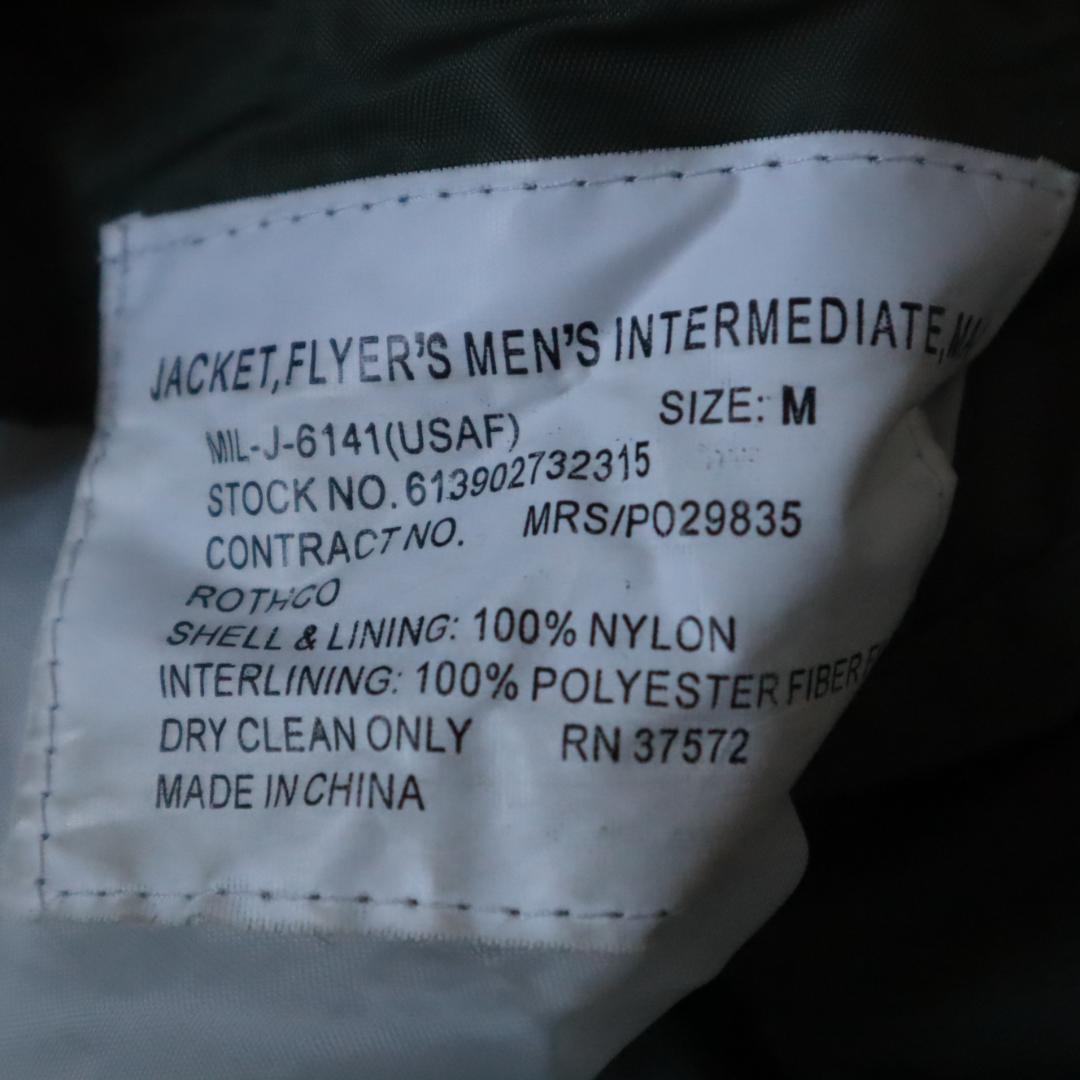 JACKET,FLYER'S MEN'S INTERMEDIATE,
SIZE: M
MIL-J-6141(USAF)
STOCK NO. 613902732315
CONTRACT NO. MRS/PO29835
ROTHCO
SHELL & LINING: 100% NYLON
INTERLINING: 100% POLYESTER FIBER
DRY CLEAN ONLY RN 37572
MADE IN CHINA